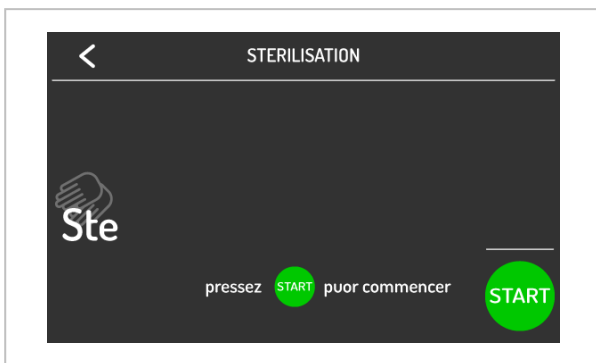 STERILISATION
Ste
pressez START puor commencer
START